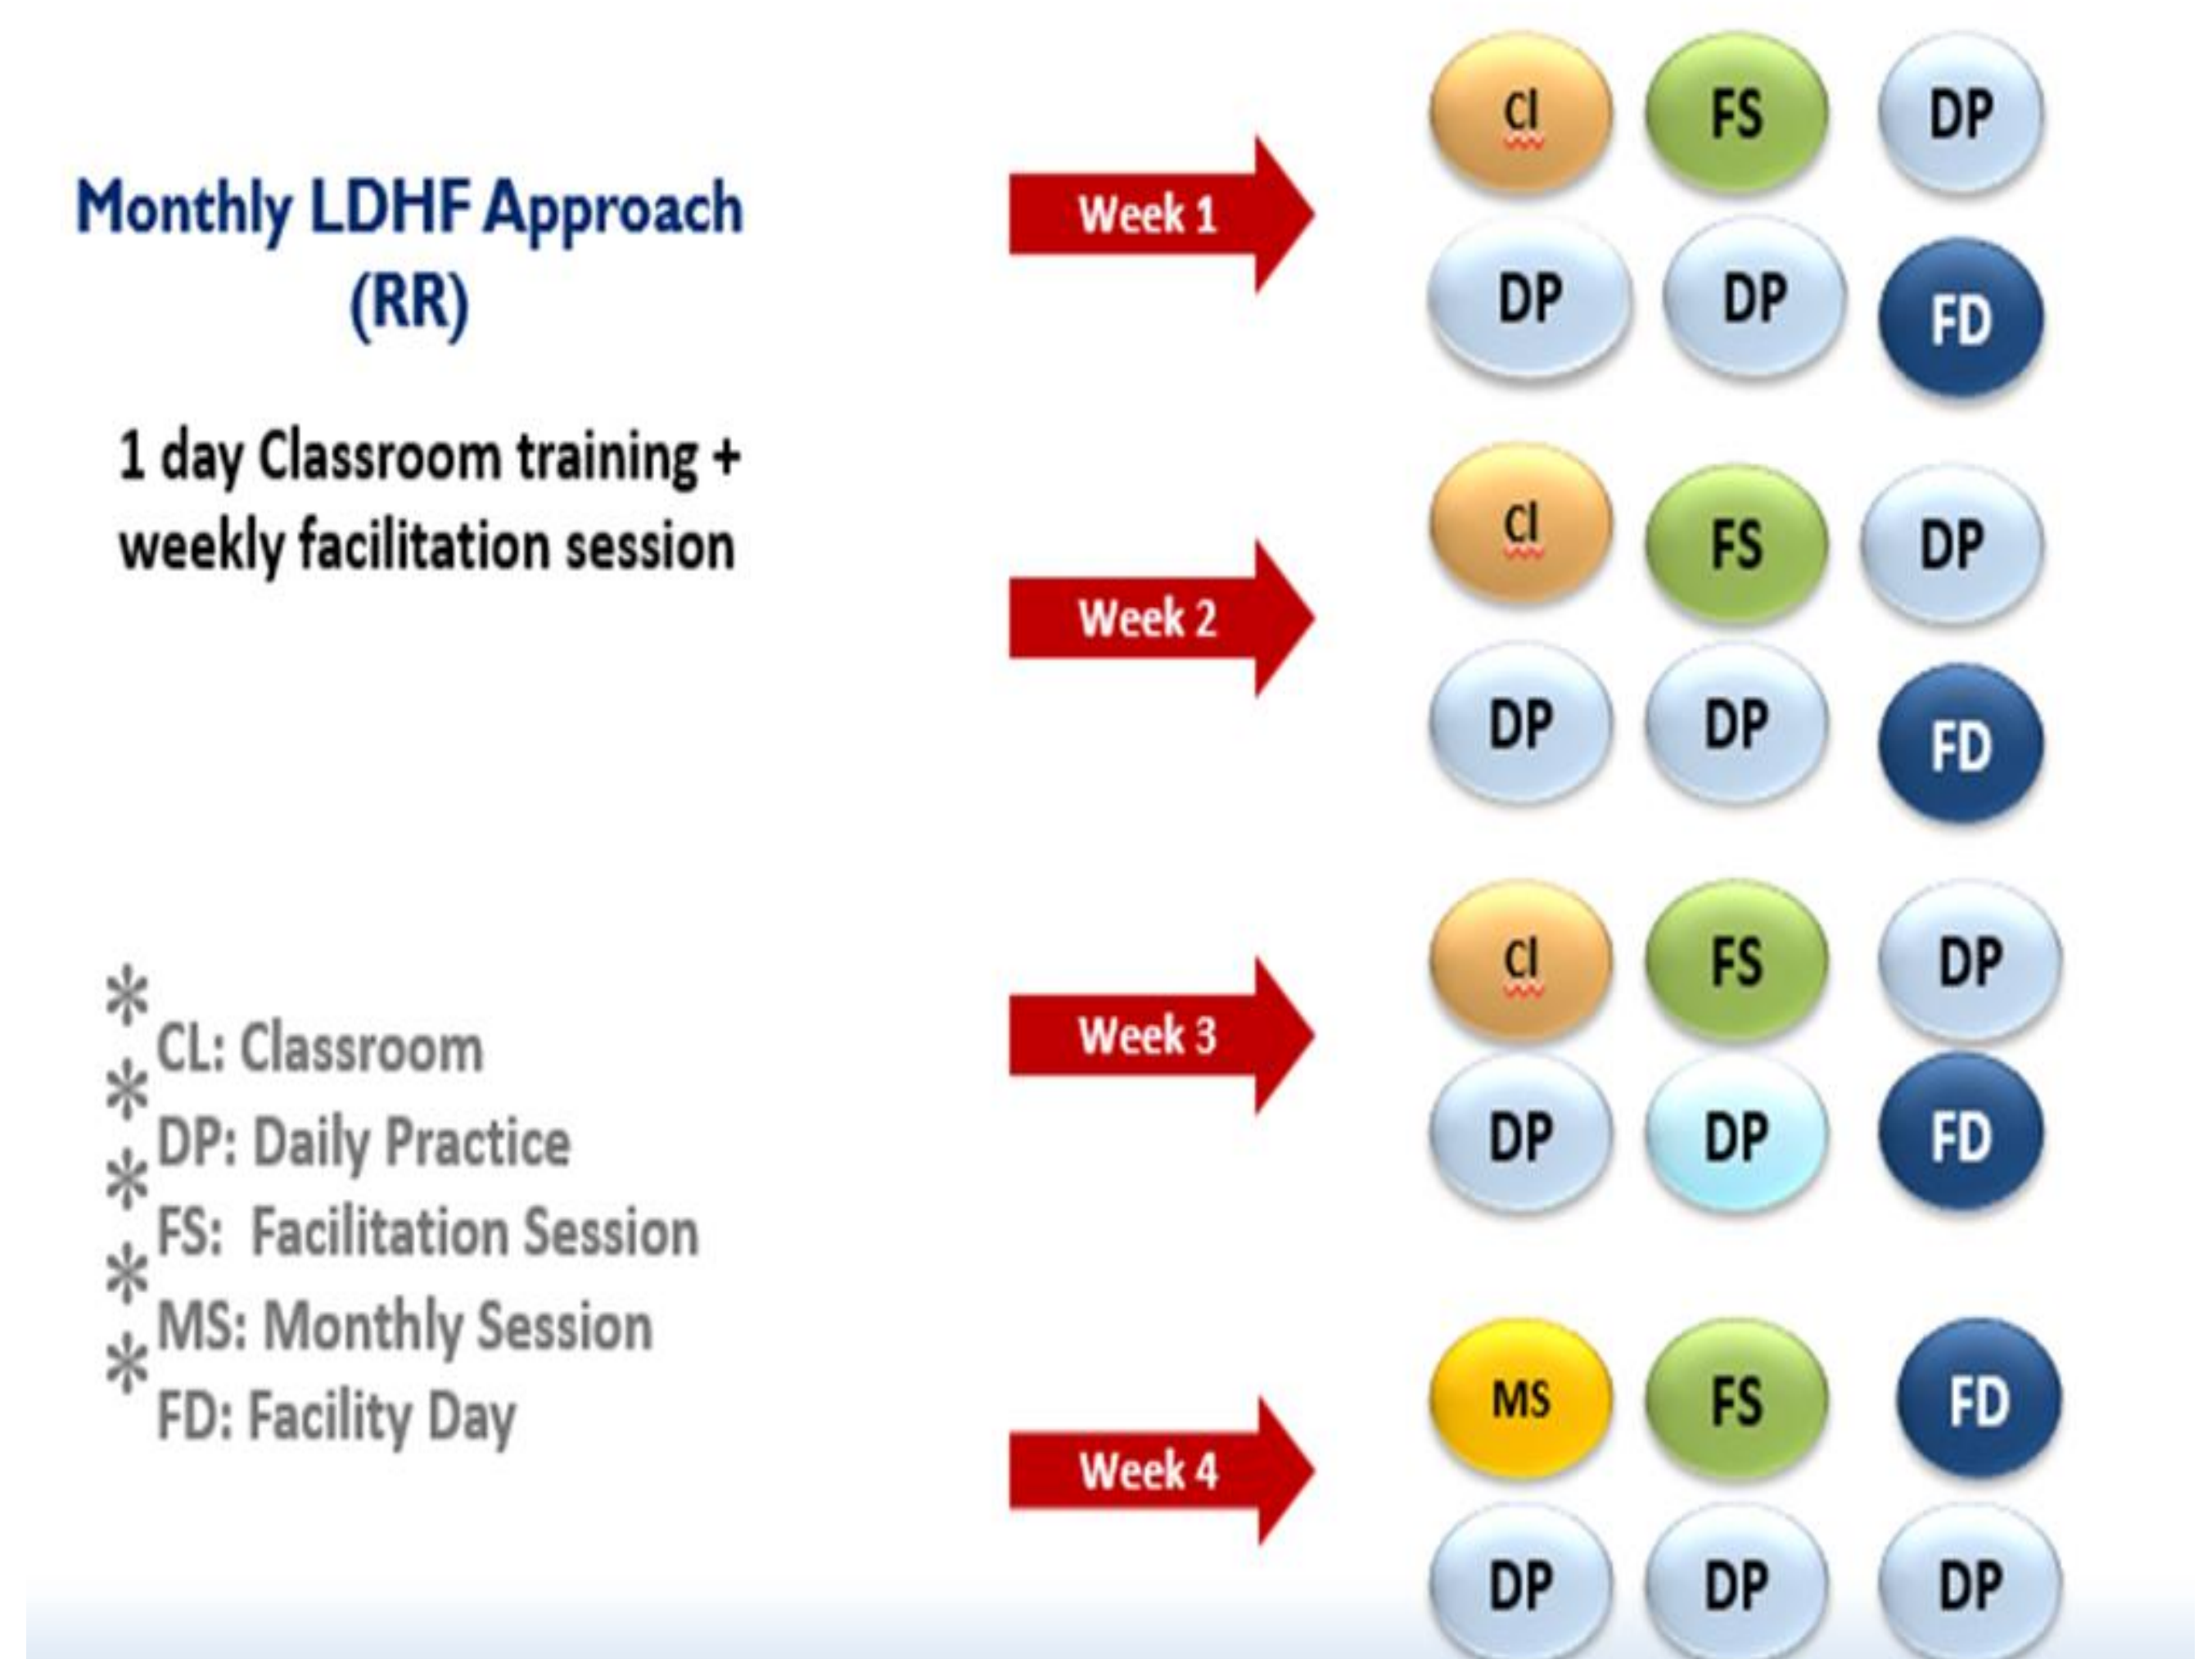 Monthly LDHF Approach
(RR)
1 day Classroom training +
weekly facilitation session
* CL: Classroom
* DP: Daily Practice
* FS: Facilitation Session
* MS: Monthly Session
* FD: Facility Day
Week 1
Cl FS DP
DP DP FD
Week 2
Cl FS DP
DP DP FD
Week 3
Cl FS DP
DP DP FD
Week 4
MS FS FD
DP DP DP